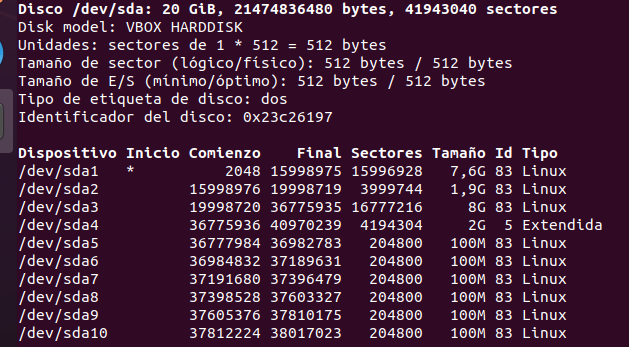 Disco /dev/sda: 20 GiB, 21474836480 bytes, 41943040 sectores
Disk model: VBOX HARDDISK
Unidades: sectores de 1 * 512 = 512 bytes
Tamaño de sector (lógico/físico): 512 bytes / 512 bytes
Tamaño de E/S (mínimo/óptimo): 512 bytes / 512 bytes
Tipo de etiqueta de disco: dos
Identificador del disco: 0x23c26197

Dispositivo Inicio Comienzo    Final Sectores Tamaño Id Tipo
/dev/sda1   *          2048 15998975 15996928   7,6G 83 Linux
/dev/sda2          15998976 19998719  3999744   1,9G 83 Linux
/dev/sda3          19998720 36775935 16777216     8G 83 Linux
/dev/sda4          36775936 40970239  4194304     2G  5 Extendida
/dev/sda5          36777984 36982783   204800   100M 83 Linux
/dev/sda6          36984832 37189631   204800   100M 83 Linux
/dev/sda7          37191680 37396479   204800   100M 83 Linux
/dev/sda8          37398528 37603327   204800   100M 83 Linux
/dev/sda9          37605376 37810175   204800   100M 83 Linux
/dev/sda10         37812224 38017023   204800   100M 83 Linux